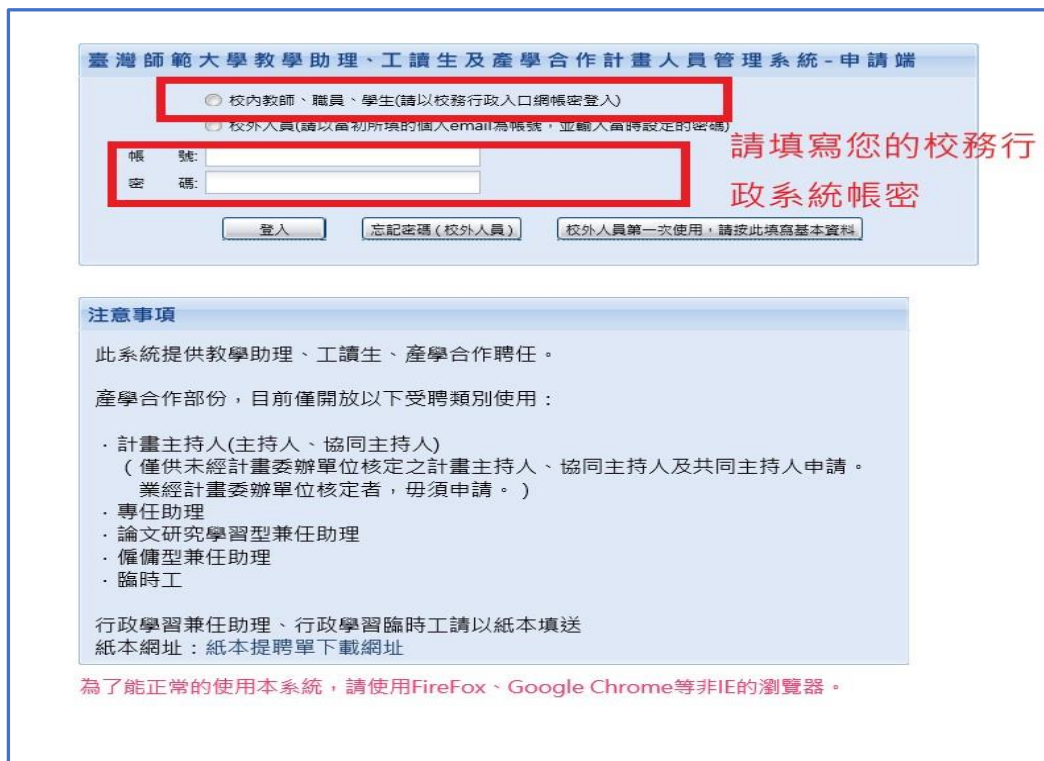 臺灣師範大學教學助理、工讀生及產學合作計畫人員管理系統-申請端
校內教師、職員、學生(請以校務行政入口網帳密登入)
校外人員(請以當初所填的個人email為帳號，並輸入當時設定的密碼)
帳 號:
密 碼:
請填寫您的校務行
政系統帳密
登入
忘記密碼(校外人員)
校外人員第一次使用，請按此填寫基本資料
注意事項
此系統提供教學助理、工讀生、產學合作聘任。
產學合作部份，目前僅開放以下受聘類別使用：
．計畫主持人(主持人、協同主持人)
（僅供未經計畫委辦單位核定之計畫主持人、協同主持人及共同主持人申請。
業經計畫委辦單位核定者，毋須申請。）
．專任助理
．論文研究學習型兼任助理
．僱傭型兼任助理
．臨時工
行政學習兼任助理、行政學習臨時工請以紙本填送
紙本網址：紙本提聘單下載網址
為了能正常的使用本系統，請使用FireFox、Google Chrome等非IE的瀏覽器。